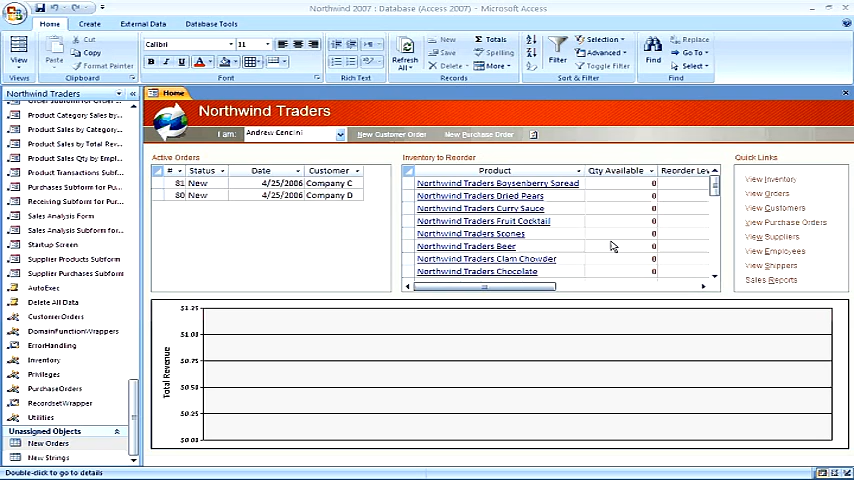 Northwind 2007 : Database (Access 2007) - Microsoft Access
Home Create External Data Database Tools
View
Views
Paste
Cut
Copy
Format Painter
Clipboard
Calibri 11
B I U
Font
Rich Text
Refresh All
New
Save
Delete
Totals
Spelling
More
Records
Filter
Selection
Advanced
Toggle Filter
Sort & Filter
Find
Replace
Go To
Select
Find
Northwind Traders
Product Category Sales by...
Product Sales by Category...
Product Sales by Total Rev...
Product Sales Qty by Empl...
Product Transactions Subf...
Purchases Subform for Pur...
Receiving Subform for Purc...
Sales Analysis Form
Sales Analysis Subform for...
Startup Screen
Supplier Products Subform
Supplier Purchases Subform
AutoExec
Delete All Data
CustomerOrders
DomainFunctionWrappers
ErrorHandling
Inventory
Privileges
PurchaseOrders
RecordsetWrapper
Utilities
Unassigned Objects
New Orders
New Strings
Home
Northwind Traders
I am: Andrew Cencini New Customer Order New Purchase Order
Active Orders
# Status Date Customer
81 New 4/25/2006 Company C
80 New 4/25/2006 Company D
Inventory to Reorder
Product Qty Available Reorder Lev
Northwind Traders Boysenberry Spread 0
Northwind Traders Dried Pears 0
Northwind Traders Curry Sauce 0
Northwind Traders Fruit Cocktail 0
Northwind Traders Scones 0
Northwind Traders Beer 0
Northwind Traders Clam Chowder 0
Northwind Traders Chocolate 0
Quick Links
View Inventory
View Orders
View Customers
View Purchase Orders
View Suppliers
View Employees
View Shippers
Sales Reports
Total Revenue
$1.25
$1.00
$0.75
$0.50
$0.25
$0.00
Double-click to go to details